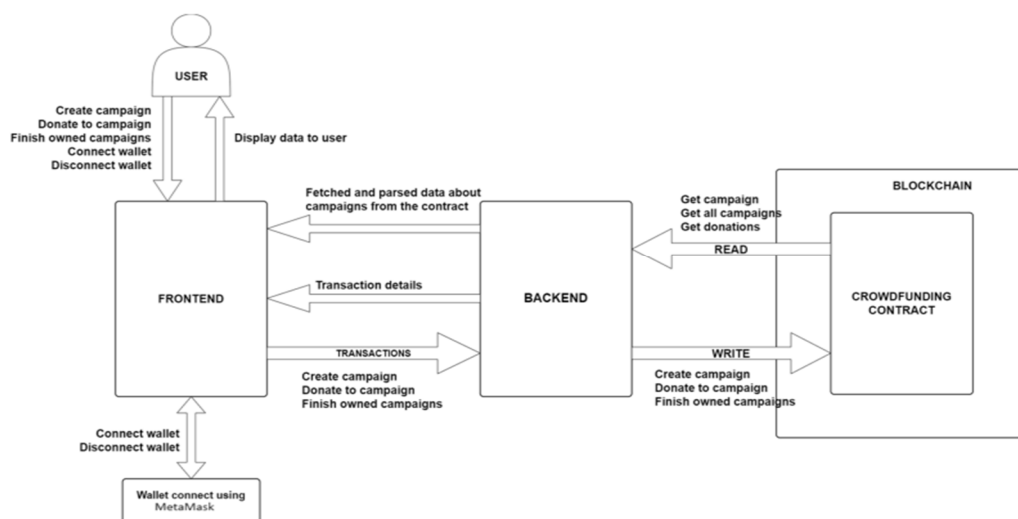 USER
Create campaign
Donate to campaign
Finish owned campaigns
Connect wallet
Disconnect wallet
Display data to user
Fetched and parsed data about
campaigns from the contract
Transaction details
FRONTEND
TRANSACTIONS
Create campaign
Donate to campaign
Finish owned campaigns
BACKEND
Get campaign
Get all campaigns
Get donations
READ
WRITE
Create campaign
Donate to campaign
Finish owned campaigns
BLOCKCHAIN
CROWDFUNDING
CONTRACT
Connect wallet
Disconnect wallet
Wallet connect using
MetaMask